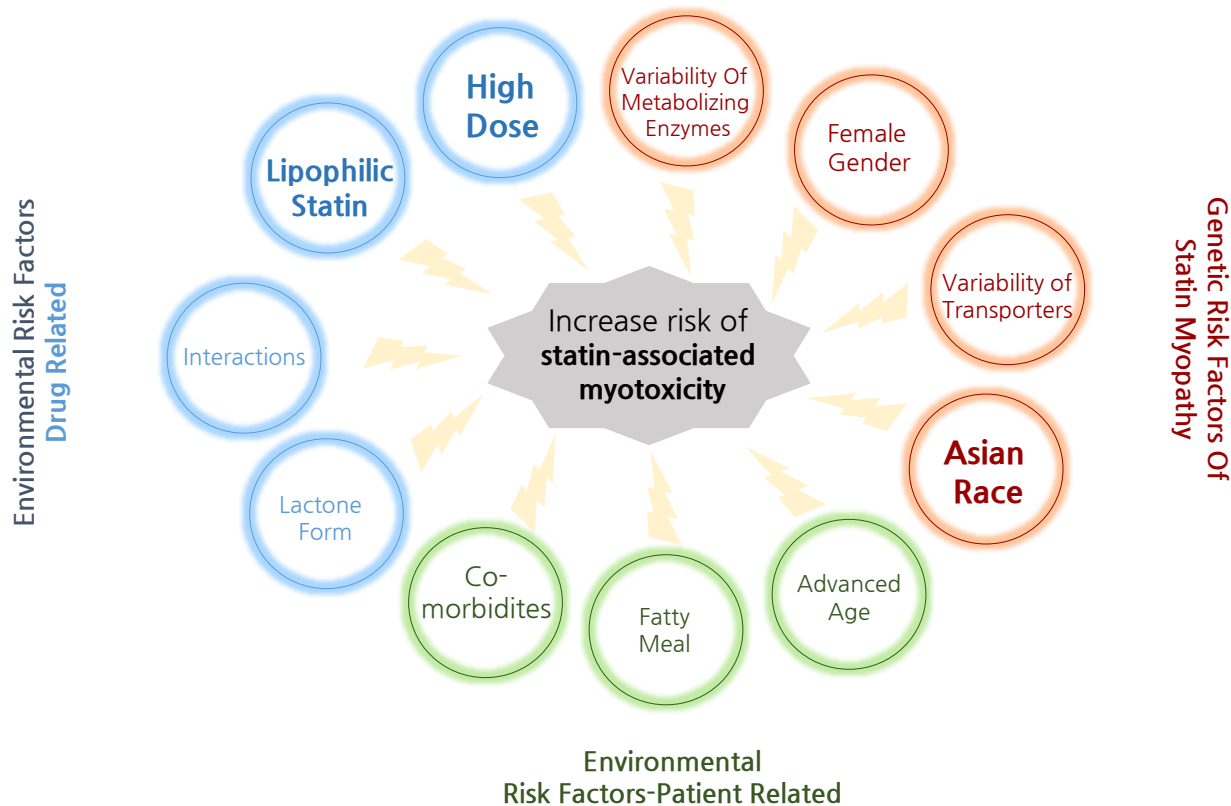 High
Dose
Variability Of
Metabolizing
Enzymes
Female
Gender
Lipophilic
Statin
Variability of
Transporters
Interactions
Increase risk of
statin-associated
myotoxicity
Asian
Race
Lactone
Form
Co-
morbidites
Fatty
Meal
Advanced
Age
Environmental Risk Factors
Drug Related
Genetic Risk Factors Of
Statin Myopathy
Environmental
Risk Factors-Patient Related